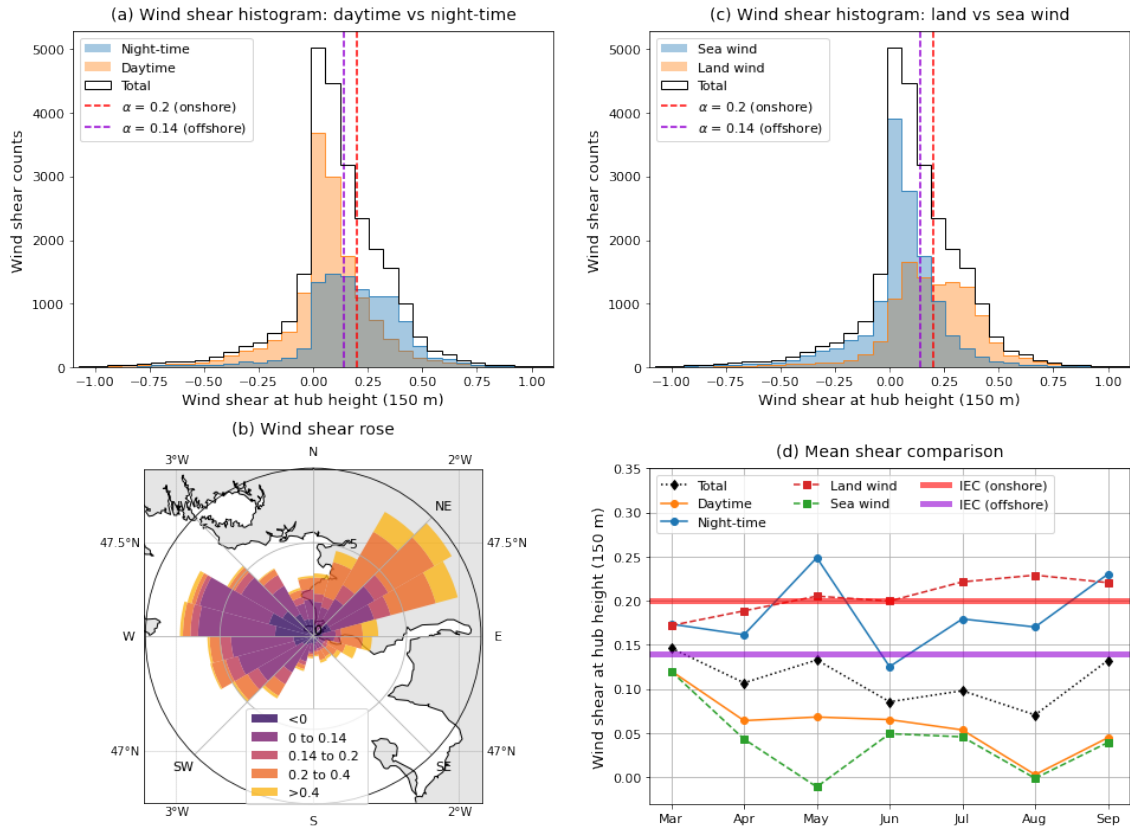 (a) Wind shear histogram: daytime vs night-time
Night-time
Daytime
Total
α = 0.2 (onshore)
α = 0.14 (offshore)
Wind shear counts
5000
4000
3000
2000
1000
0
−1.00 −0.75 −0.50 −0.25 0.00 0.25 0.50 0.75 1.00
Wind shear at hub height (150 m)
(c) Wind shear histogram: land vs sea wind
Sea wind
Land wind
Total
α = 0.2 (onshore)
α = 0.14 (offshore)
Wind shear counts
5000
4000
3000
2000
1000
0
−1.00 −0.75 −0.50 −0.25 0.00 0.25 0.50 0.75 1.00
Wind shear at hub height (150 m)
(b) Wind shear rose
3°W N 2°W
NE
47.5°N 5 47.5°N
W 0 E
47°N 47°N
SW SE
<0
0 to 0.14
0.14 to 0.2
0.2 to 0.4
>0.4
3°W S 2°W
(d) Mean shear comparison
Total
Daytime
Night-time
Land wind
Sea wind
IEC (onshore)
IEC (offshore)
Wind shear at hub height (150 m)
0.35
0.30
0.25
0.20
0.15
0.10
0.05
0.00
Mar Apr May Jun Jul Aug Sep